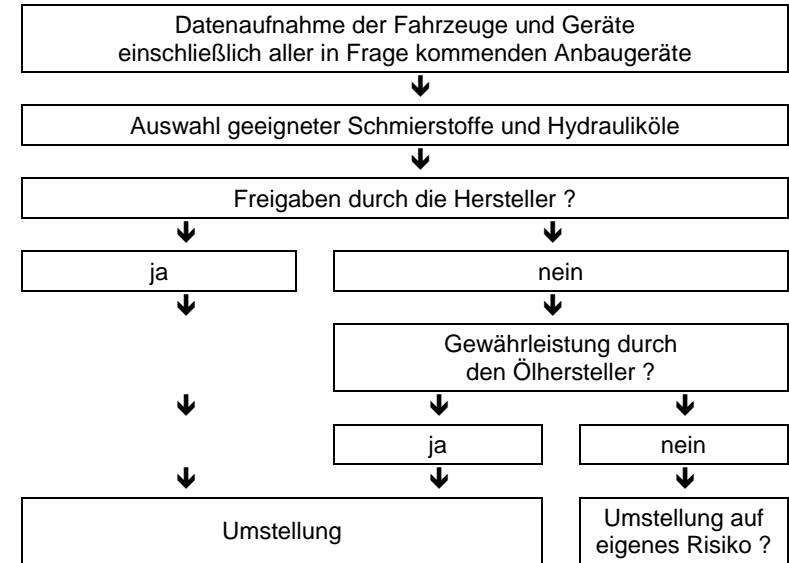 Datenaufnahme der Fahrzeuge und Geräte
einschließlich aller in Frage kommenden Anbaugeräte
Auswahl geeigneter Schmierstoffe und Hydrauliköle
Freigaben durch die Hersteller ?
ja
nein
Gewährleistung durch
den Ölhersteller ?
ja
nein
Umstellung
Umstellung auf
eigenes Risiko ?